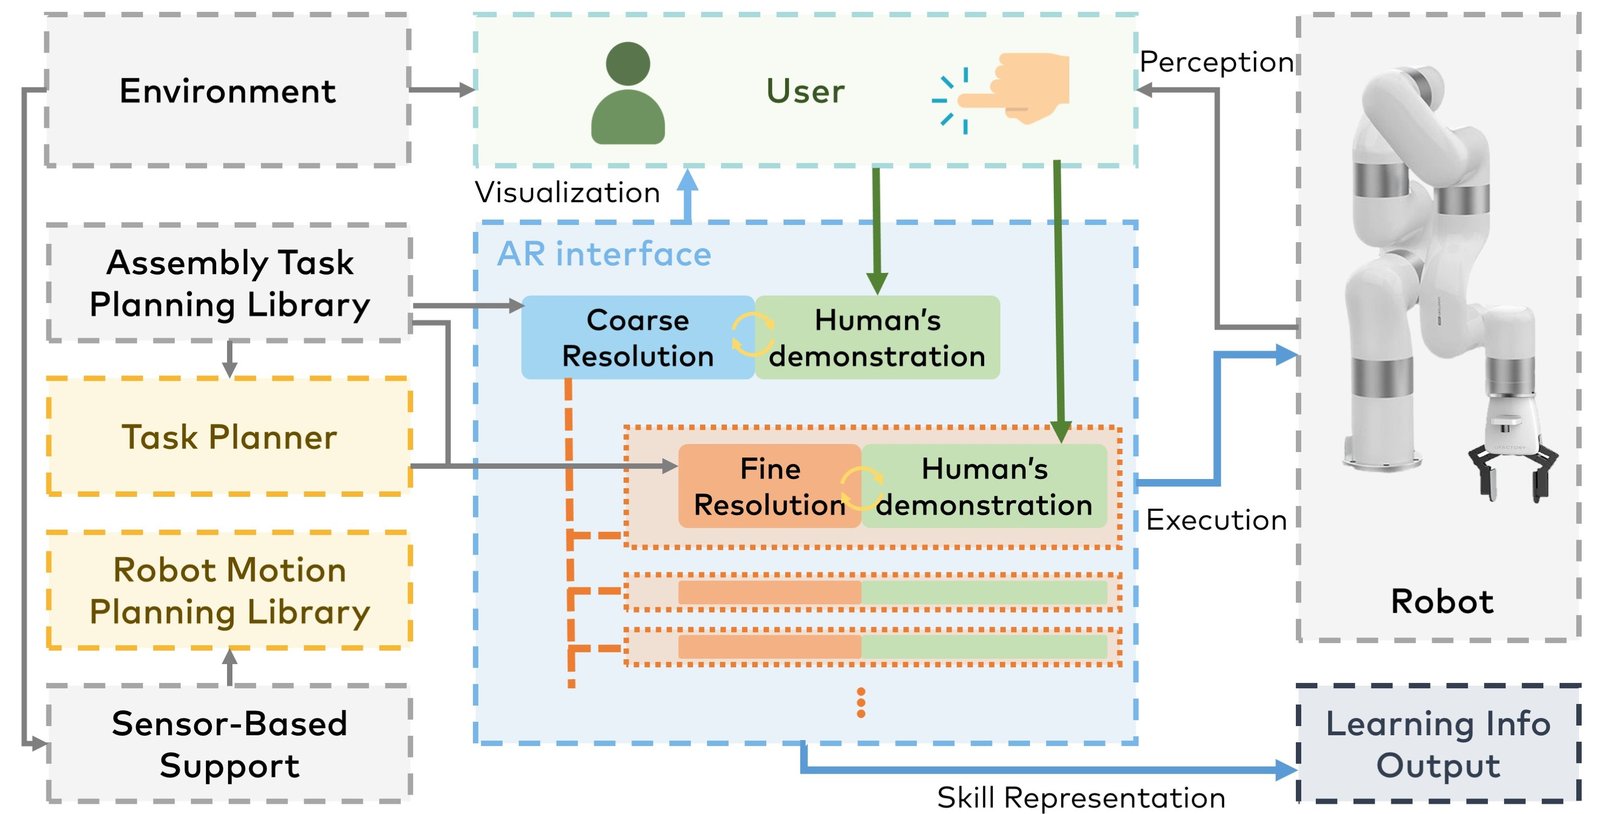 Environment
User
Perception
Visualization
Assembly Task
Planning Library
AR interface
Coarse
Resolution
Human's
demonstration
Task Planner
Fine
Resolution
Human's
demonstration
Execution
Robot Motion
Planning Library
Robot
Sensor-Based
Support
Learning Info
Output
Skill Representation